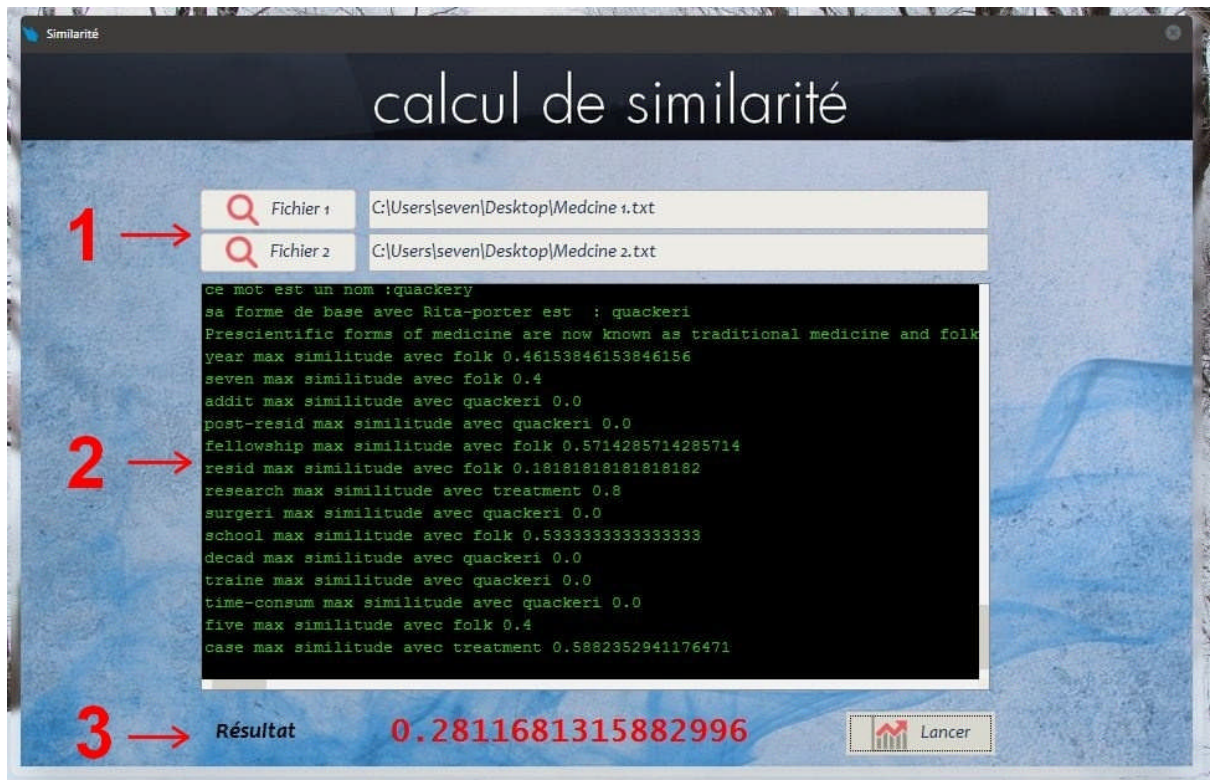 Similarité
calcul de similarité
1
Fichier 1
C:\Users\seven\Desktop\Medcine 1.txt
Fichier 2
C:\Users\seven\Desktop\Medcine 2.txt
2
ce mot est un nom :quackery
sa forme de base avec Rita-porter est : quackeri
Prescientific forms of medicine are now known as traditional medicine and folk
year max similitude avec folk 0.46153846153846156
seven max similitude avec folk 0.4
addit max similitude avec quackeri 0.0
post-resid max similitude avec quackeri 0.0
fellowship max similitude avec folk 0.5714285714285714
resid max similitude avec folk 0.18181818181818182
research max similitude avec treatment 0.8
surgeri max similitude avec quackeri 0.0
school max similitude avec folk 0.5333333333333333
decad max similitude avec quackeri 0.0
traine max similitude avec quackeri 0.0
time-consum max similitude avec quackeri 0.0
five max similitude avec folk 0.4
case max similitude avec treatment 0.5882352941176471
3
Résultat
0.2811681315882996
Lancer